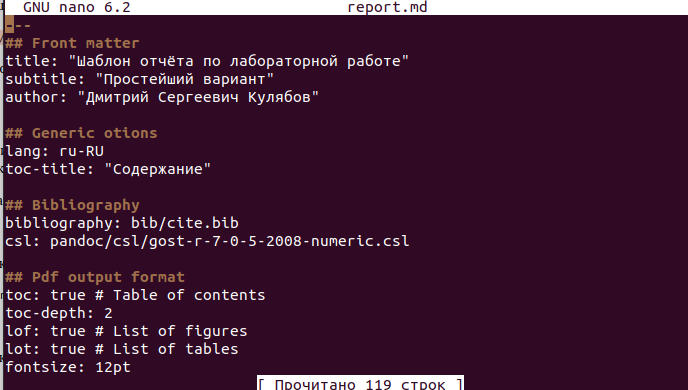 GNU nano 6.2 report.md
---
## Front matter
title: "Шаблон отчёта по лабораторной работе"
subtitle: "Простейший вариант"
author: "Дмитрий Сергеевич Кулябов"
## Generic otions
lang: ru-RU
toc-title: "Содержание"
## Bibliography
bibliography: bib/cite.bib
csl: pandoc/csl/gost-r-7-0-5-2008-numeric.csl
## Pdf output format
toc: true # Table of contents
toc-depth: 2
lof: true # List of figures
lot: true # List of tables
fontsize: 12pt
[ Прочитано 119 строк ]